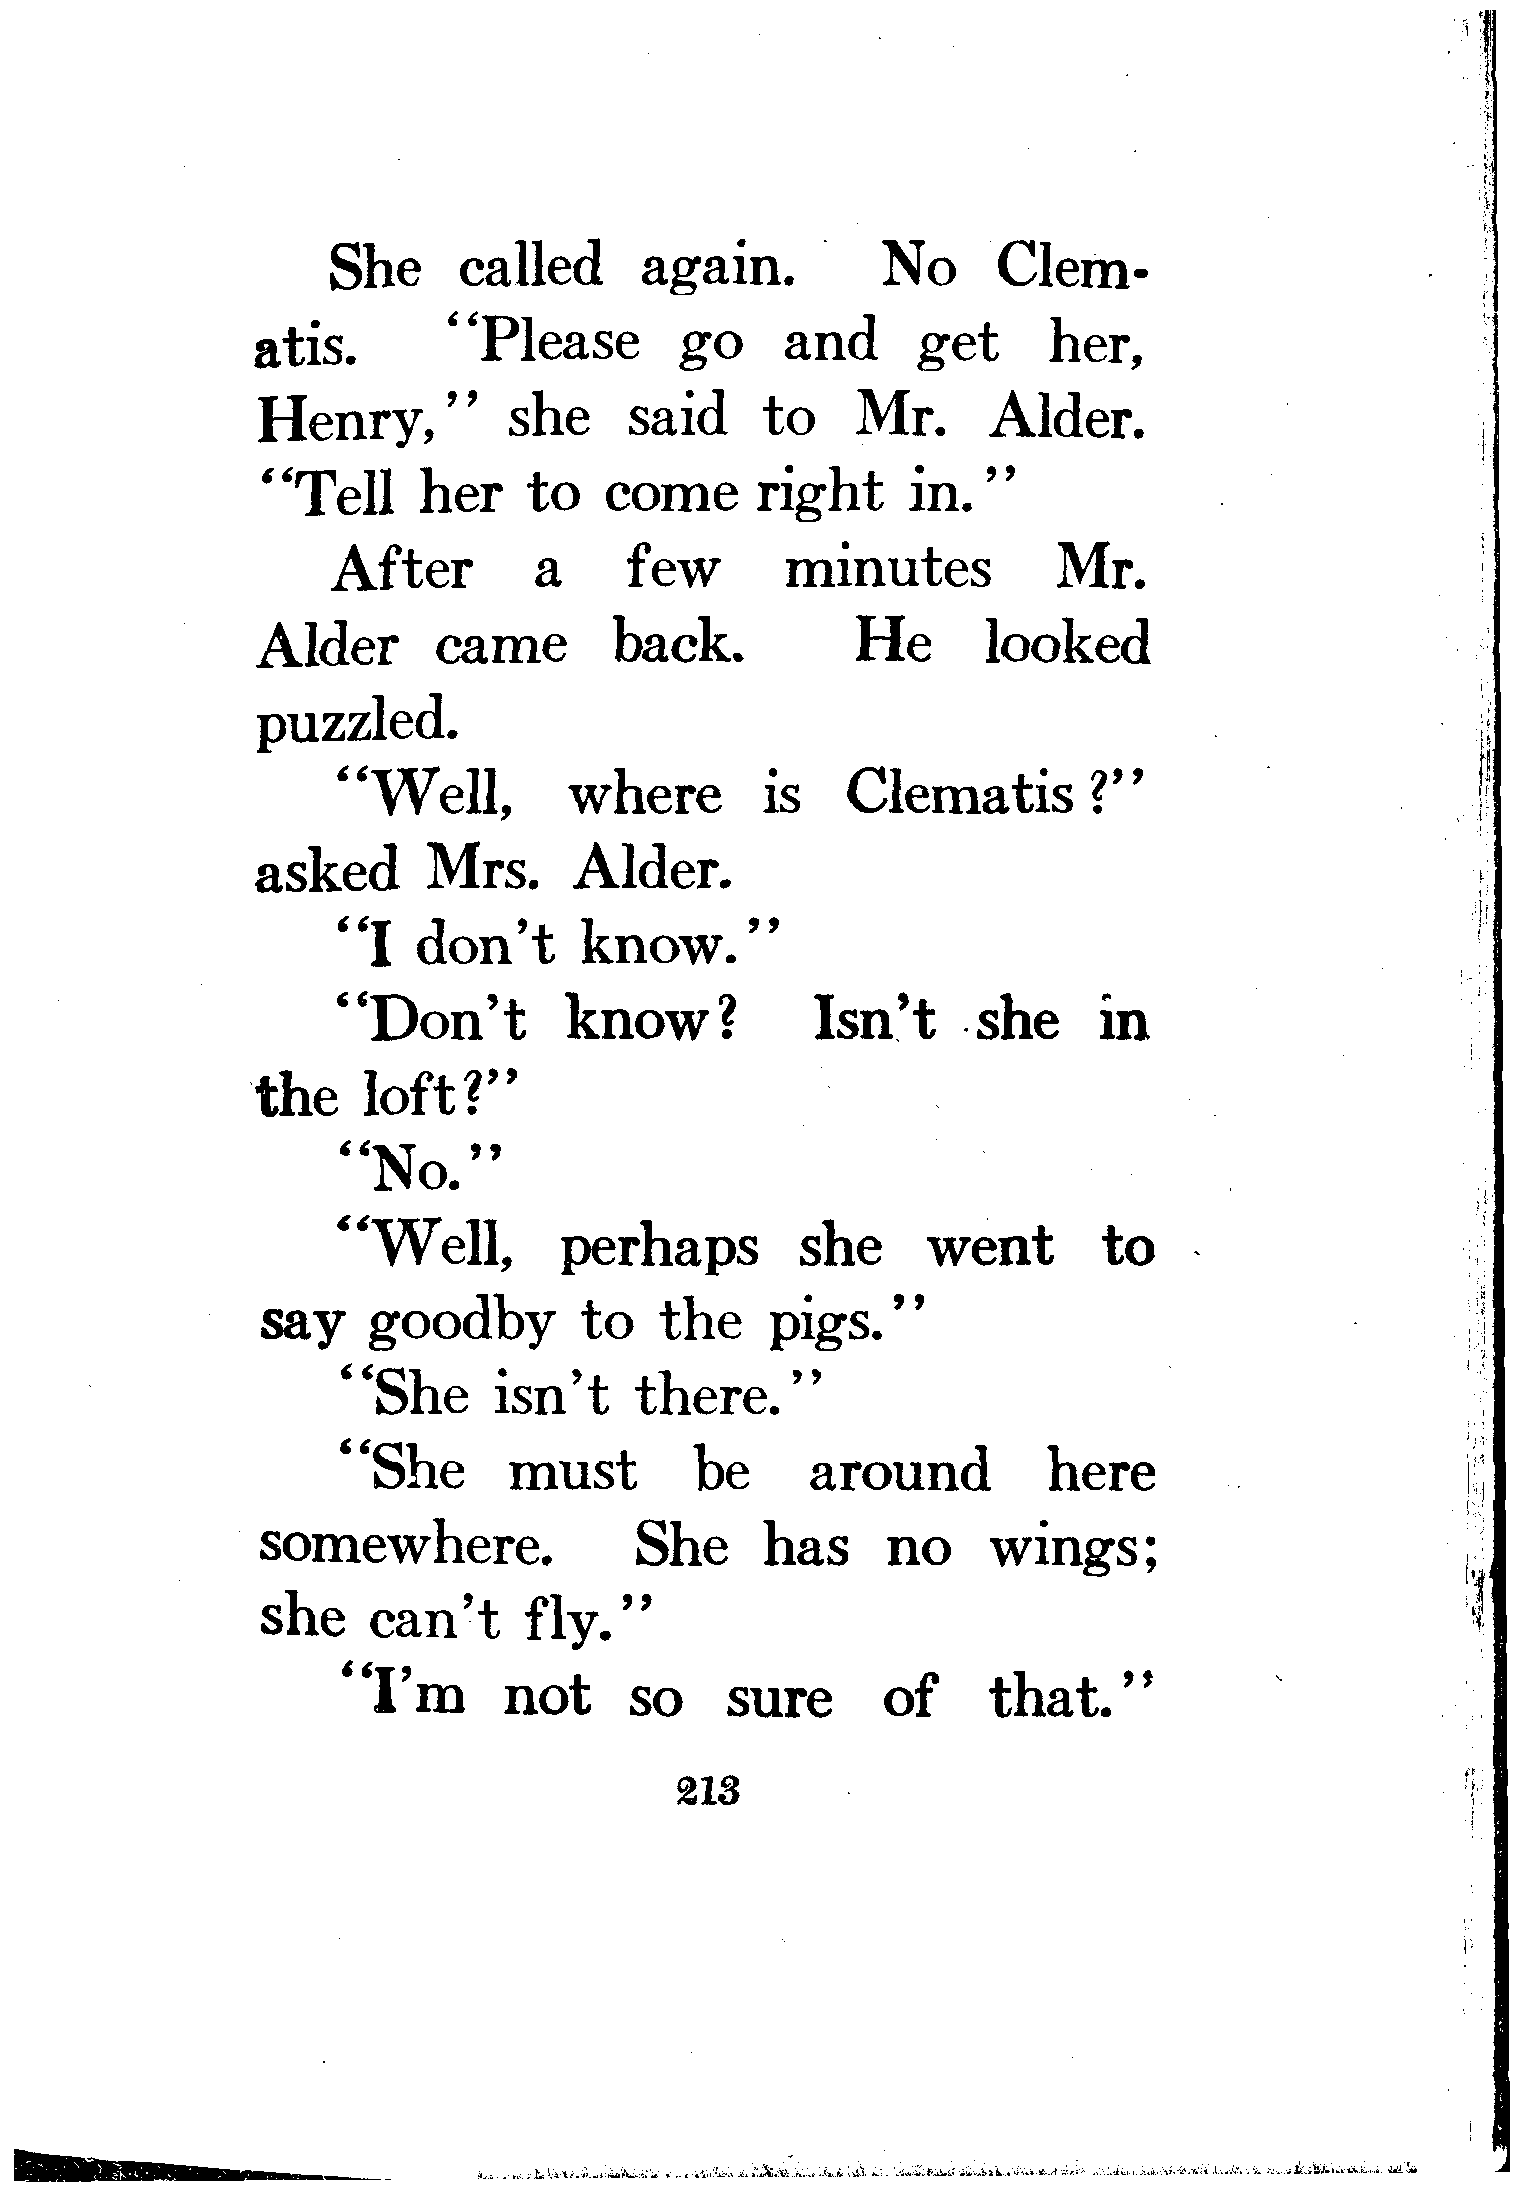 She called again. No Clem-
atis. "Please go and get her,
Henry," she said to Mr. Alder.
"Tell her to come right in."
After a few minutes Mr.
Alder came back. He looked
puzzled.
"Well, where is Clematis?"
asked Mrs. Alder.
"I don't know."
"Don't know? Isn't she in
the loft?"
"No."
"Well, perhaps she went to
say goodby to the pigs."
"She isn't there."
"She must be around here
somewhere. She has no wings;
she can't fly."
"I'm not so sure of that."
213